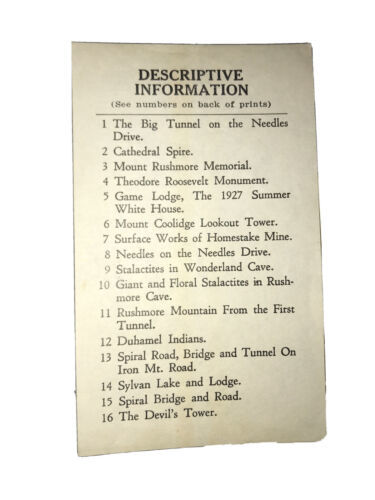 DESCRIPTIVE
INFORMATION
(See numbers on back of prints)
1 The Big Tunnel on the Needles
Drive.
2 Cathedral Spire.
3 Mount Rushmore Memorial.
4 Theodore Roosevelt Monument.
5 Game Lodge, The 1927 Summer
White House.
6 Mount Coolidge Lookout Tower.
7 Surface Works of Homestake Mine.
8 Needles on the Needles Drive.
9 Stalactites in Wonderland Cave.
10 Giant and Floral Stalactites in Rush-
more Cave.
11 Rushmore Mountain From the First
Tunnel.
12 Duhamel Indians.
13 Spiral Road, Bridge and Tunnel On
Iron Mt. Road.
14 Sylvan Lake and Lodge.
15 Spiral Bridge and Road.
16 The Devil's Tower.